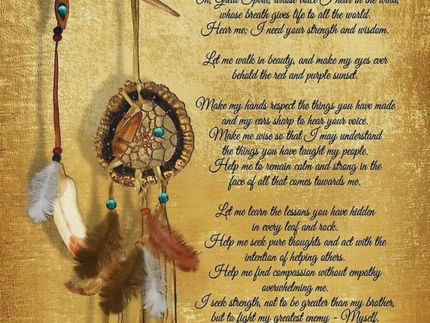 Oh, Great Spirit, whose voice I hear in the wind,
whose breath gives life to all the world.
Hear me; I need your strength and wisdom.
Let me walk in beauty, and make my eyes ever
behold the red and purple sunset.
Make my hands respect the things you have made
and my ears sharp to hear your voice.
Make me wise so that I may understand
the things you have taught my people.
Help me to remain calm and strong in the
face of all that comes towards me.
Let me learn the lessons you have hidden
in every leaf and rock.
Help me seek pure thoughts and act with the
intention of helping others.
Help me find compassion without empathy
overwhelming me.
I seek strength, not to be greater than my brother,
but to fight my greatest enemy - Myself.